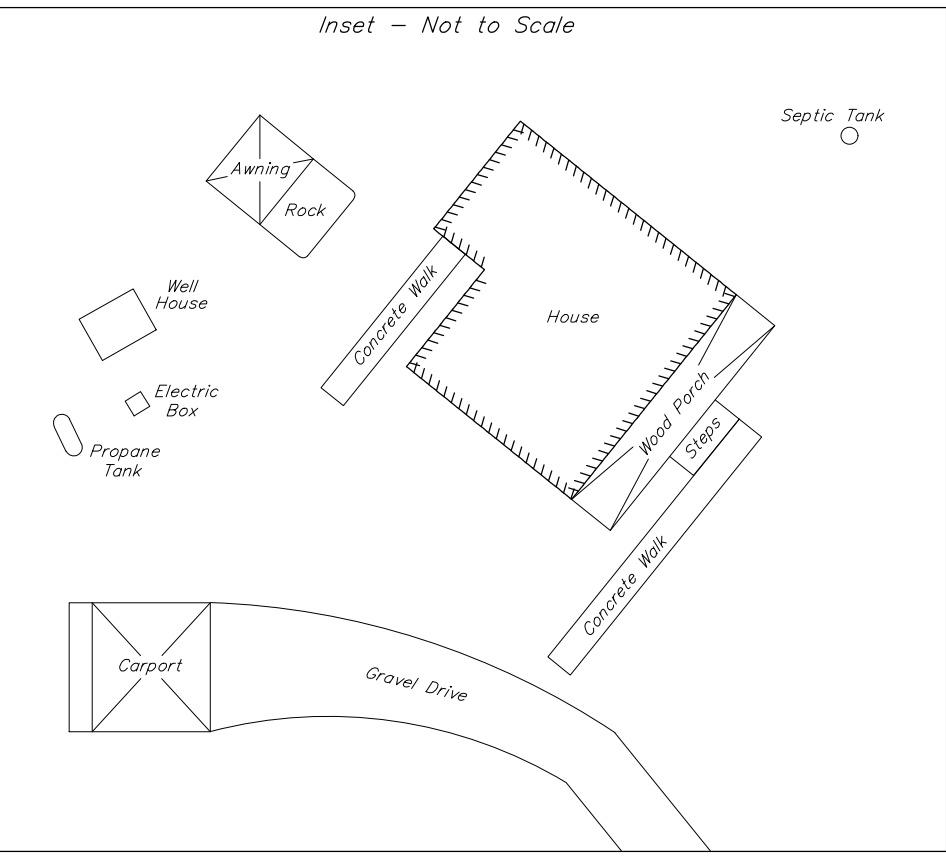 Inset – Not to Scale
Septic Tank
Awning
Rock
Well
House
Concrete Walk
House
Electric
Box
Wood Porch
Steps
Propane
Tank
Concrete Walk
Carport
Gravel Drive